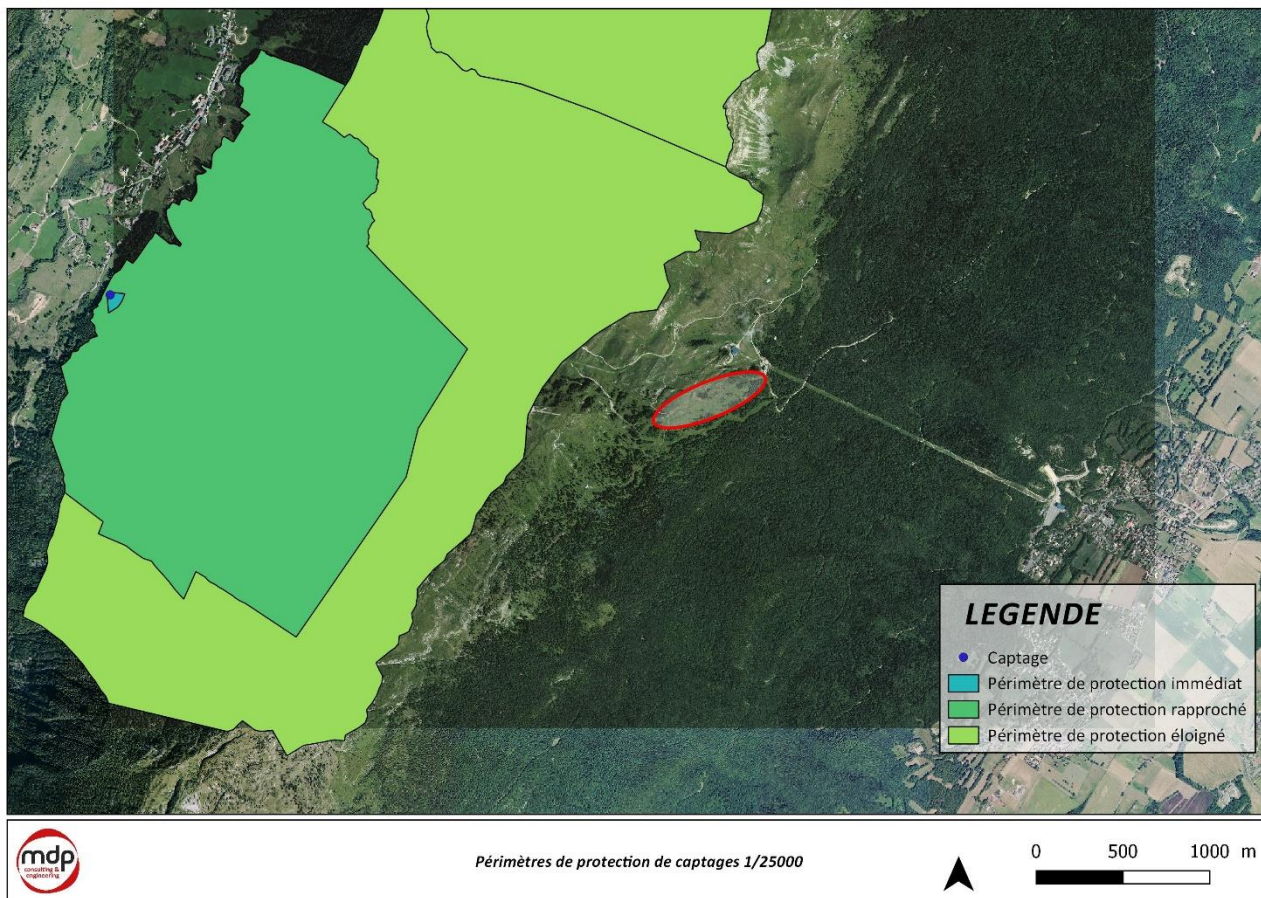 LEGENDE
Captage
Périmètre de protection immédiat
Périmètre de protection rapproché
Périmètre de protection éloigné
mdp
consulting &
engineering
Périmètres de protection de captages 1/25000
0 500 1000 m